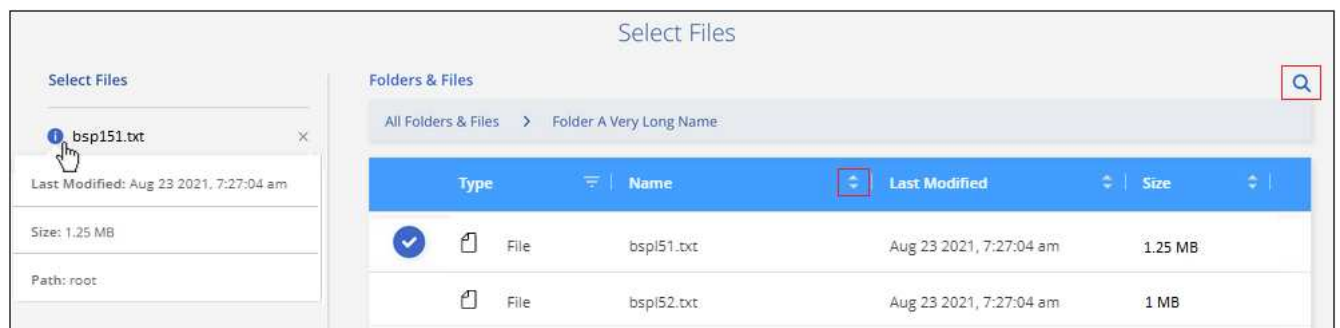 Select Files
Select Files
bsp151.txt
Last Modified: Aug 23 2021, 7:27:04 am
Size: 1.25 MB
Path: root
Folders & Files
All Folders & Files > Folder A Very Long Name
Type Name Last Modified Size
File bspl51.txt Aug 23 2021, 7:27:04 am 1.25 MB
File bspl52.txt Aug 23 2021, 7:27:04 am 1 MB